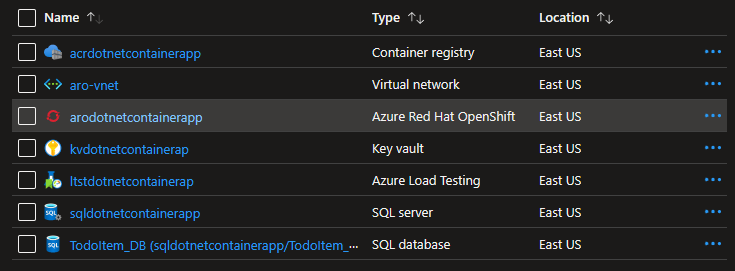 Name ↑↓ Type ↑↓ Location ↑↓
acrdotnetcontainerapp Container registry East US
aro-vnet Virtual network East US
arodotnetcontainerapp Azure Red Hat OpenShift East US
kvdotnetcontainerap Key vault East US
ltstdotnetcontainerap Azure Load Testing East US
SQL sqldotnetcontainerapp SQL server East US
SQL TodoItem_DB (sqldotnetcontainerapp/TodoItem_... SQL database East US